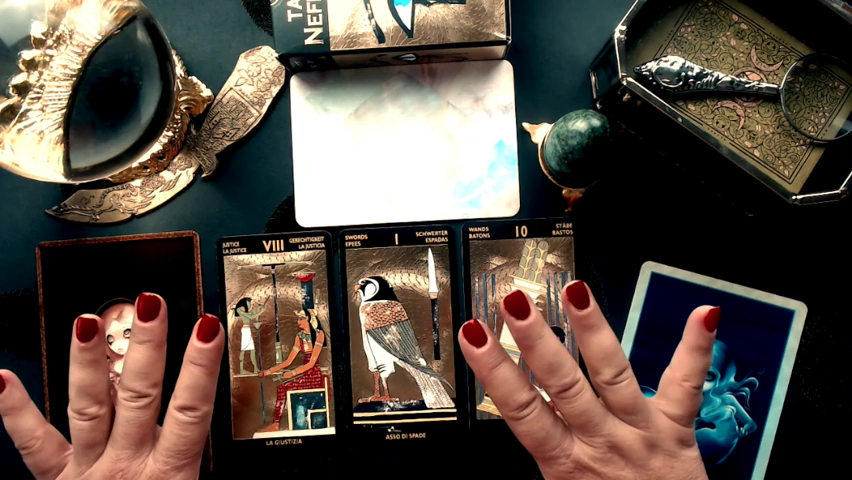 TA
NEF
JUSTICE
LA JUSTICE
VIII
GERECHTIGKEIT
LA JUSTICIA
LA GIUSTIZIA
SWORDS
EPEES
I
SCHWERTER
ESPADAS
ASSO DI SPADE
WANDS
BATONS
10
STÄBE
BASTOS